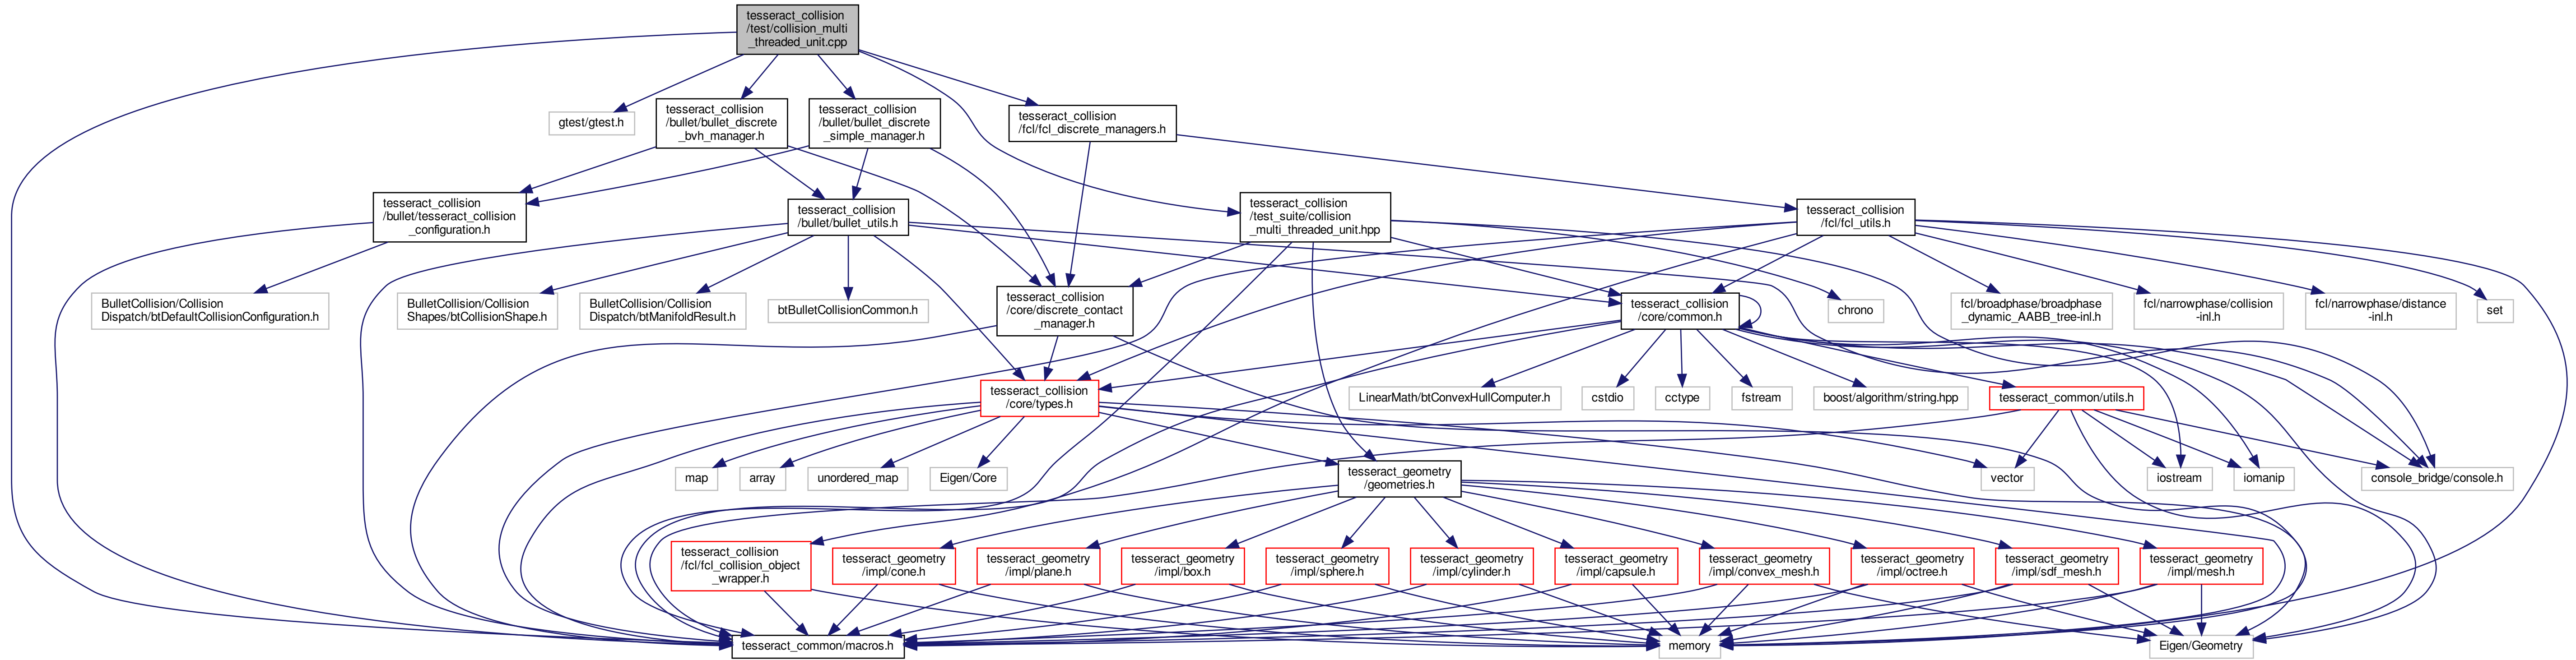 tesseract_collision
/test/collision_multi
_threaded_unit.cpp
gtest/gtest.h
tesseract_collision
/bullet/bullet_discrete
_bvh_manager.h
tesseract_collision
/bullet/bullet_discrete
_simple_manager.h
tesseract_collision
/fcl/fcl_discrete_managers.h
tesseract_collision
/bullet/tesseract_collision
_configuration.h
tesseract_collision
/bullet/bullet_utils.h
tesseract_collision
/test_suite/collision
_multi_threaded_unit.hpp
tesseract_collision
/fcl/fcl_utils.h
BulletCollision/Collision
Dispatch/btDefaultCollisionConfiguration.h
BulletCollision/Collision
Shapes/btCollisionShape.h
BulletCollision/Collision
Dispatch/btManifoldResult.h
btBulletCollisionCommon.h
tesseract_collision
/core/discrete_contact
_manager.h
tesseract_collision
/core/common.h
chrono
fcl/broadphase/broadphase
_dynamic_AABB_tree-inl.h
fcl/narrowphase/collision
-inl.h
fcl/narrowphase/distance
-inl.h
set
tesseract_collision
/core/types.h
LinearMath/btConvexHullComputer.h
cstdio
cctype
fstream
boost/algorithm/string.hpp
tesseract_common/utils.h
map
array
unordered_map
Eigen/Core
tesseract_geometry
/geometries.h
vector
iostream
iomanip
console_bridge/console.h
tesseract_collision
/fcl/fcl_collision_object
_wrapper.h
tesseract_geometry
/impl/cone.h
tesseract_geometry
/impl/plane.h
tesseract_geometry
/impl/box.h
tesseract_geometry
/impl/sphere.h
tesseract_geometry
/impl/cylinder.h
tesseract_geometry
/impl/capsule.h
tesseract_geometry
/impl/convex_mesh.h
tesseract_geometry
/impl/octree.h
tesseract_geometry
/impl/sdf_mesh.h
tesseract_geometry
/impl/mesh.h
tesseract_common/macros.h
memory
Eigen/Geometry